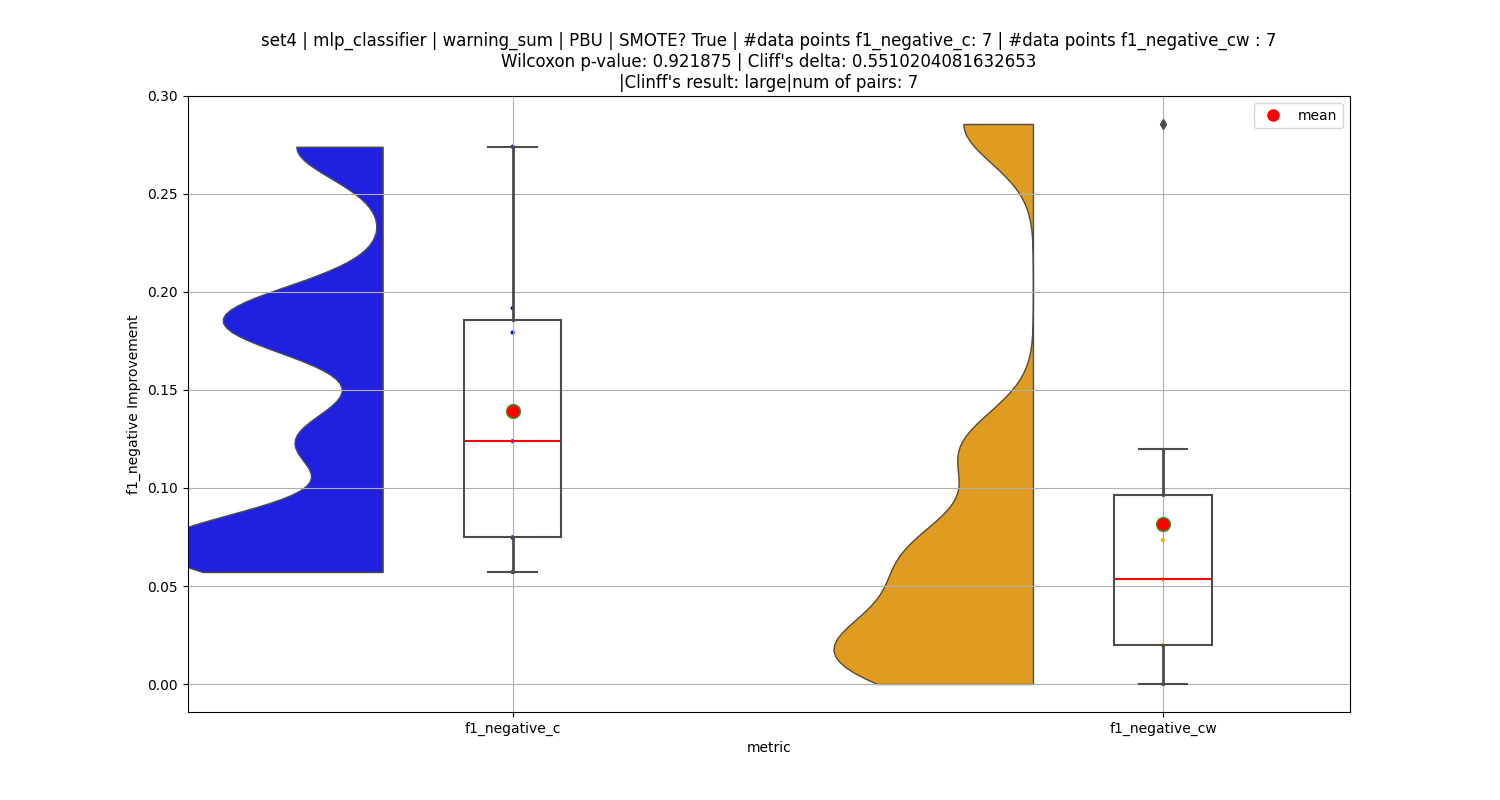 set4 | mlp_classifier | warning_sum | PBU | SMOTE? True | #data points f1_negative_c: 7 | #data points f1_negative_cw : 7
Wilcoxon p-value: 0.921875 | Cliff's delta: 0.5510204081632653
|Clinff's result: large|num of pairs: 7
mean
0.30
0.25
0.20
0.15
0.10
0.05
0.00
f1_negative Improvement
f1_negative_c
f1_negative_cw
metric